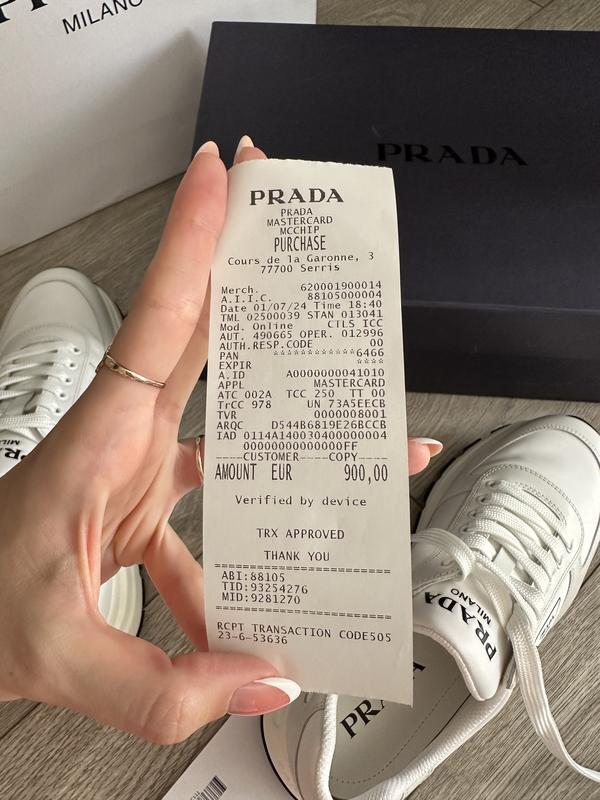 MILANO
PRADA
PRADA
PRADA
MASTERCARD
MCCHIP
PURCHASE
Cours de la Garonne, 3
77700 Serris
Merch. 620001900014
A.I.I.C. 88105000004
Date 01/07/24 Time 18:40
TML 02500039 STAN 013041
Mod. Online CTLS ICC
AUT. 490665 OPER. 012996
AUTH.RESP.CODE 00
PAN ************6466
EXPIR ****
A.ID A0000000041010
APPL MASTERCARD
ATC 002A TCC 250 TT 00
TrCC 978 UN 73A5EECB
TVR 0000008001
ARQC D544B6819E26BCCB
IAD 0114A14030400000004
0000000000000FF
----CUSTOMER----COPY----
AMOUNT EUR 900,00
Verified by device
TRX APPROVED
THANK YOU
==============================
ABI:88105
TID:93254276
MID:9281270
==============================
RCPT TRANSACTION CODE505
23-6-53636
PRADA
MILANO
MILANO